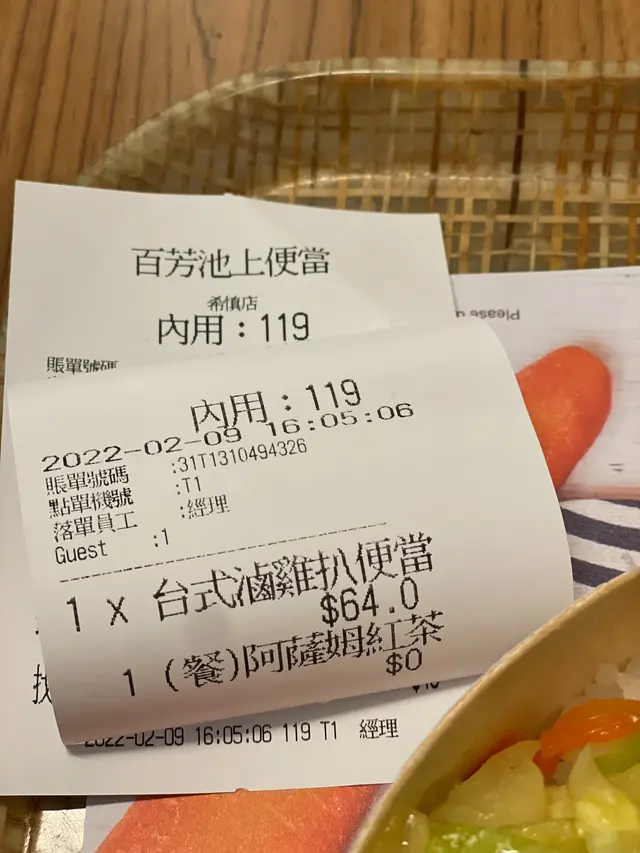 百芳池上便當
希慎店
內用：119
賬單號碼
Please
內用：119
2022-02-09 16:05:06
賬單號碼 :31T1310494326
點單機號 :T1
落單員工 :經理
Guest :1
1 x 台式滷雞扒便當
$64.0
1 (餐)阿薩姆紅茶
$0
2022-02-09 16:05:06 119 T1 經理